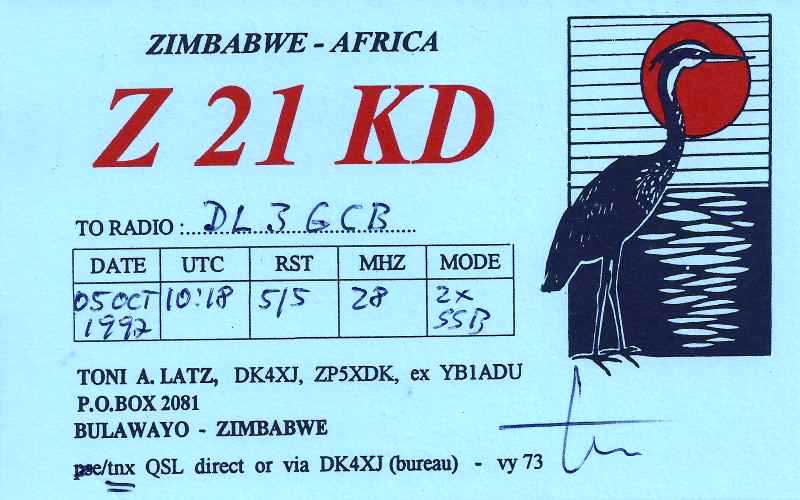 ZIMBABWE - AFRICA
Z 21 KD
TO RADIO :...DL3GCB...
DATE UTC RST MHZ MODE
05 OCT 1992 10:18 5/5 28 2x SSB
TONI A. LATZ, DK4XJ, ZP5XDK, ex YB1ADU
P.O.BOX 2081
BULAWAYO - ZIMBABWE
pse/tnx QSL direct or via DK4XJ (bureau) - vy 73